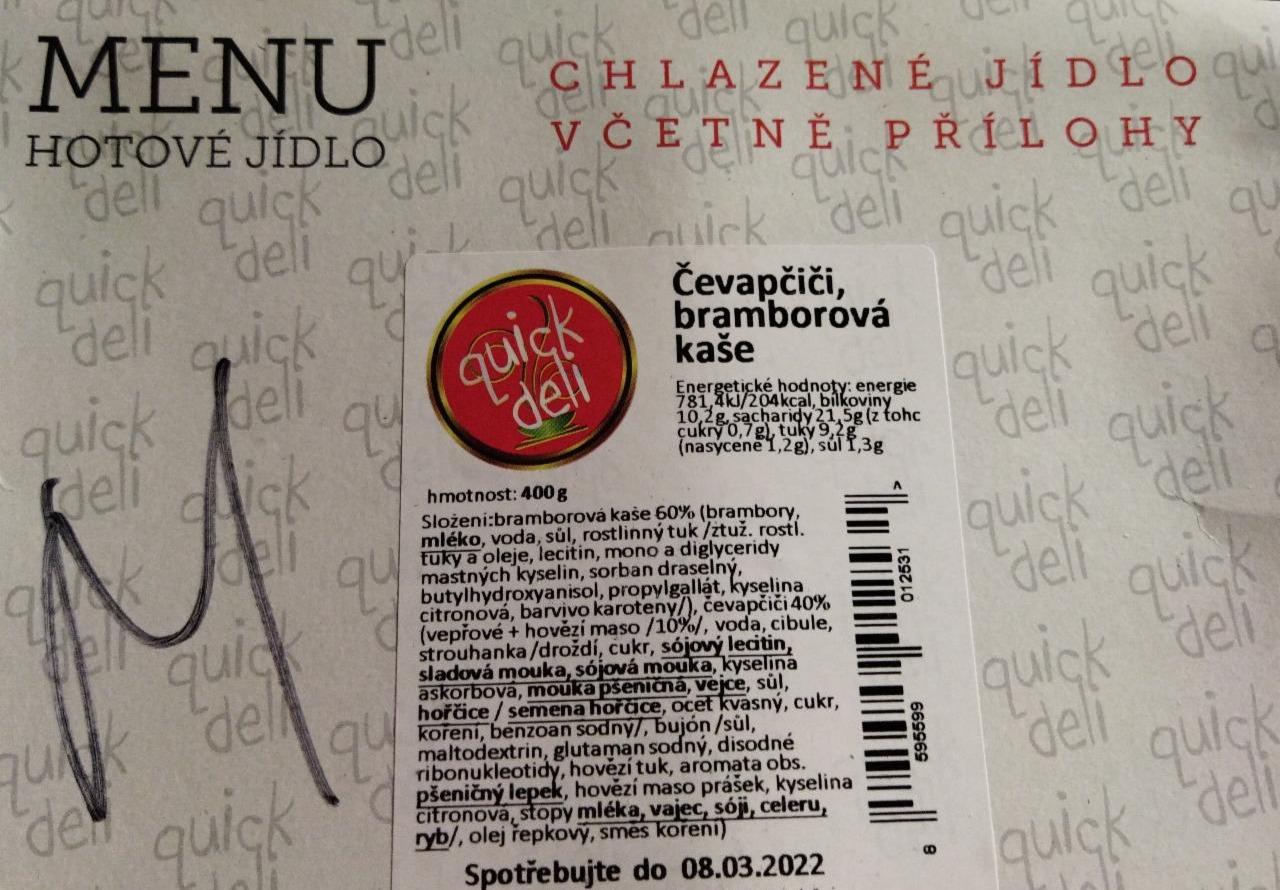 MENU
HOTOVÉ JÍDLO
CHLAZENÉ JÍDLO
VČETNĚ PŘÍLOHY
quick
deli
Čevapčiči,
bramborová
kaše
Energetické hodnoty: energie
781,4kJ/204kcal, bílkoviny
10,2g, sacharidy 21,5g (z tohc
cukry 0,7g), tuky 9,2g
(nasycené 1,2g), sůl 1,3g
hmotnost: 400 g
Složení:bramborová kaše 60% (brambory,
mléko, voda, sůl, rostlinný tuk /ztuž. rostl.
tuky a oleje, lecitin, mono a diglyceridy
mastných kyselin, sorban draselný,
butylhydroxyanisol, propylgallát, kyselina
citronová, barvivo karoteny/), čevapčiči 40%
(vepřové + hovězí maso /10%/, voda, cibule,
strouhanka /droždí, cukr, sójový lecitin,
sladová mouka, sójová mouka, kyselina
askorbová, mouka pšeničná, vejce, sůl,
hořčice / semena hořčice, ocet kvasný, cukr,
koření, benzoan sodný/, bujón /sůl,
maltodextrin, glutaman sodný, disodné
ribonukleotidy, hovězí tuk, aromata obs.
pšeničný lepek, hovězí maso prášek, kyselina
citronová, stopy mléka, vajec, sóji, celeru,
ryb/, olej řepkový, směs koření)
Spotřebujte do 08.03.2022
8 595599 012531 >
M